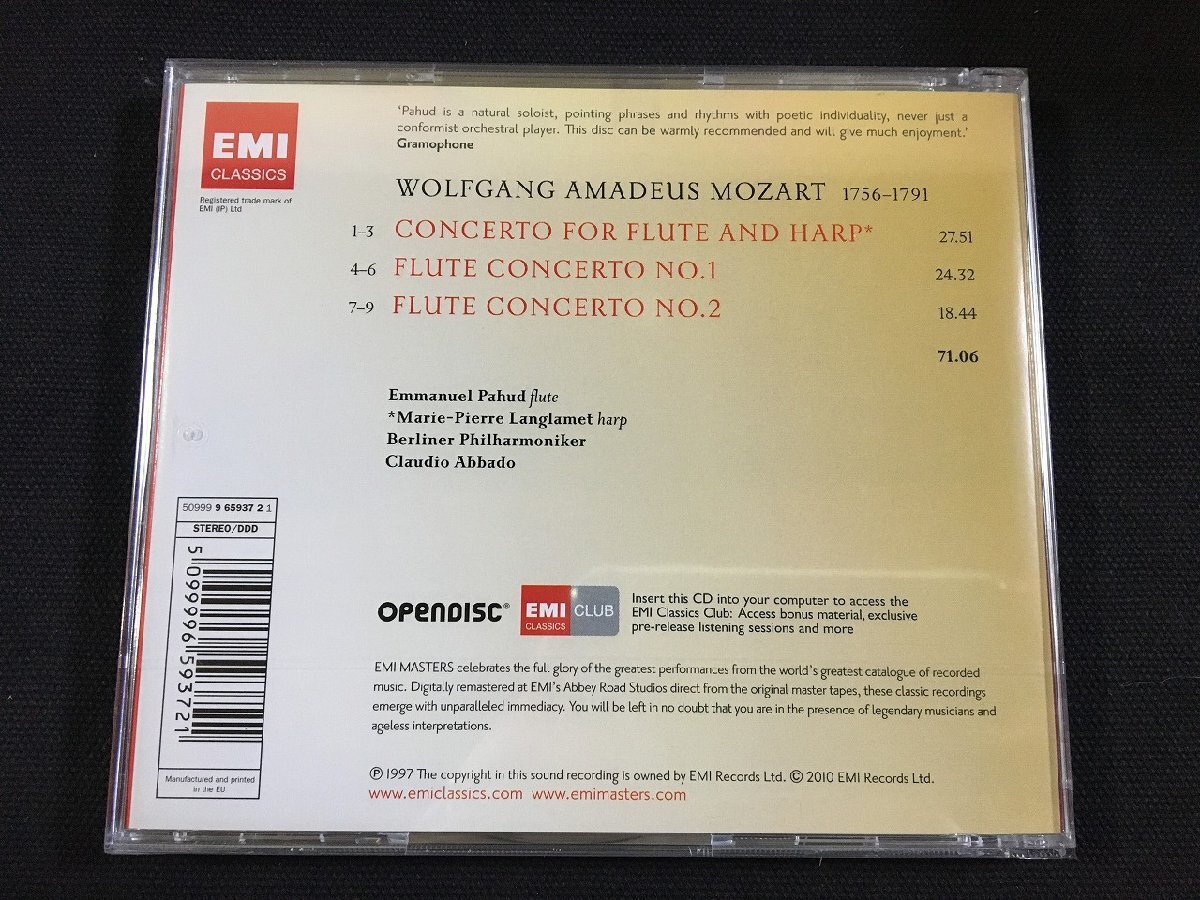 EMI
CLASSICS
Registered trade mark of
EMI (IP) Ltd
'Pahud is a natural soloist, pointing phrases and rhythms with poetic individuality, never just a
conformist orchestral player. This disc can be warmly recommended and will give much enjoyment.'
Gramophone
WOLFGANG AMADEUS MOZART 1756–1791
1–3 CONCERTO FOR FLUTE AND HARP* 27.51
4–6 FLUTE CONCERTO NO.1 24.32
7–9 FLUTE CONCERTO NO.2 18.44
71.06
Emmanuel Pahud flute
*Marie-Pierre Langlamet harp
Berliner Philharmoniker
Claudio Abbado
50999 9 65937 2 1
STEREO/DDD
5 099996 593721
Manufactured and printed
in the EU
OPENDISC®
EMI
CLASSICS
CLUB
Insert this CD into your computer to access the
EMI Classics Club: Access bonus material, exclusive
pre-release listening sessions and more
EMI MASTERS celebrates the full glory of the greatest performances from the world's greatest catalogue of recorded
music. Digitally remastered at EMI's Abbey Road Studios direct from the original master tapes, these classic recordings
emerge with unparalleled immediacy. You will be left in no doubt that you are in the presence of legendary musicians and
ageless interpretations.
℗ 1997 The copyright in this sound recording is owned by EMI Records Ltd. © 2010 EMI Records Ltd.
www.emiclassics.com www.emimasters.com